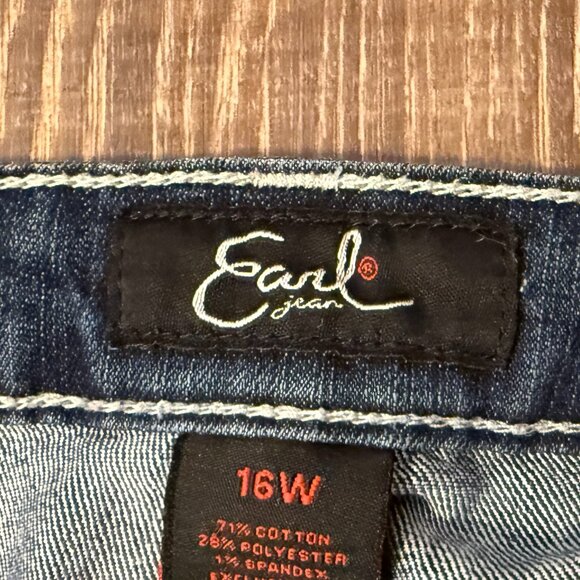 Earl®
jean
16W
71% COTTON
28% POLYESTER
1% SPANDEX